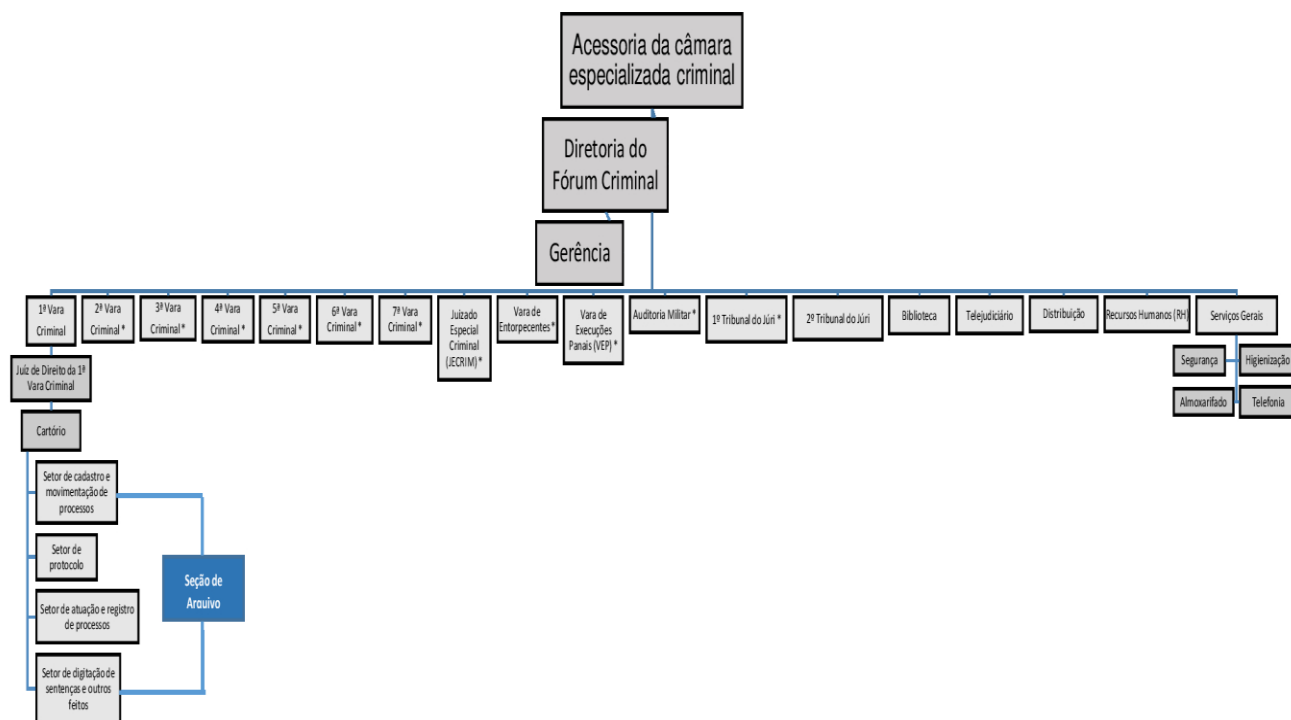 Acessoria da câmara
especializada criminal
Diretoria do
Fórum Criminal
Gerência
1ª Vara
Criminal
2ª Vara
Criminal *
3ª Vara
Criminal *
4ª Vara
Criminal *
5ª Vara
Criminal *
6ª Vara
Criminal *
7ª Vara
Criminal *
Juizado
Especial
Criminal
(JECRIM) *
Vara de
Entorpecentes *
Vara de
Execuções
Panais (VEP) *
Auditoria Militar *
1º Tribunal do Júri *
2º Tribunal do Júri
Biblioteca
Telejudiciário
Distribuição
Recursos Humanos (RH)
Serviços Gerais
Segurança
Higienização
Almoxarifado
Telefonia
Juíz de Direito da 1ª
Vara Criminal
Cartório
Setor de cadastro e
movimentação de
processos
Setor de
protocolo
Setor de atuação e registro
de processos
Setor de digitação de
sentenças e outros
feitos
Seção de
Arquivo